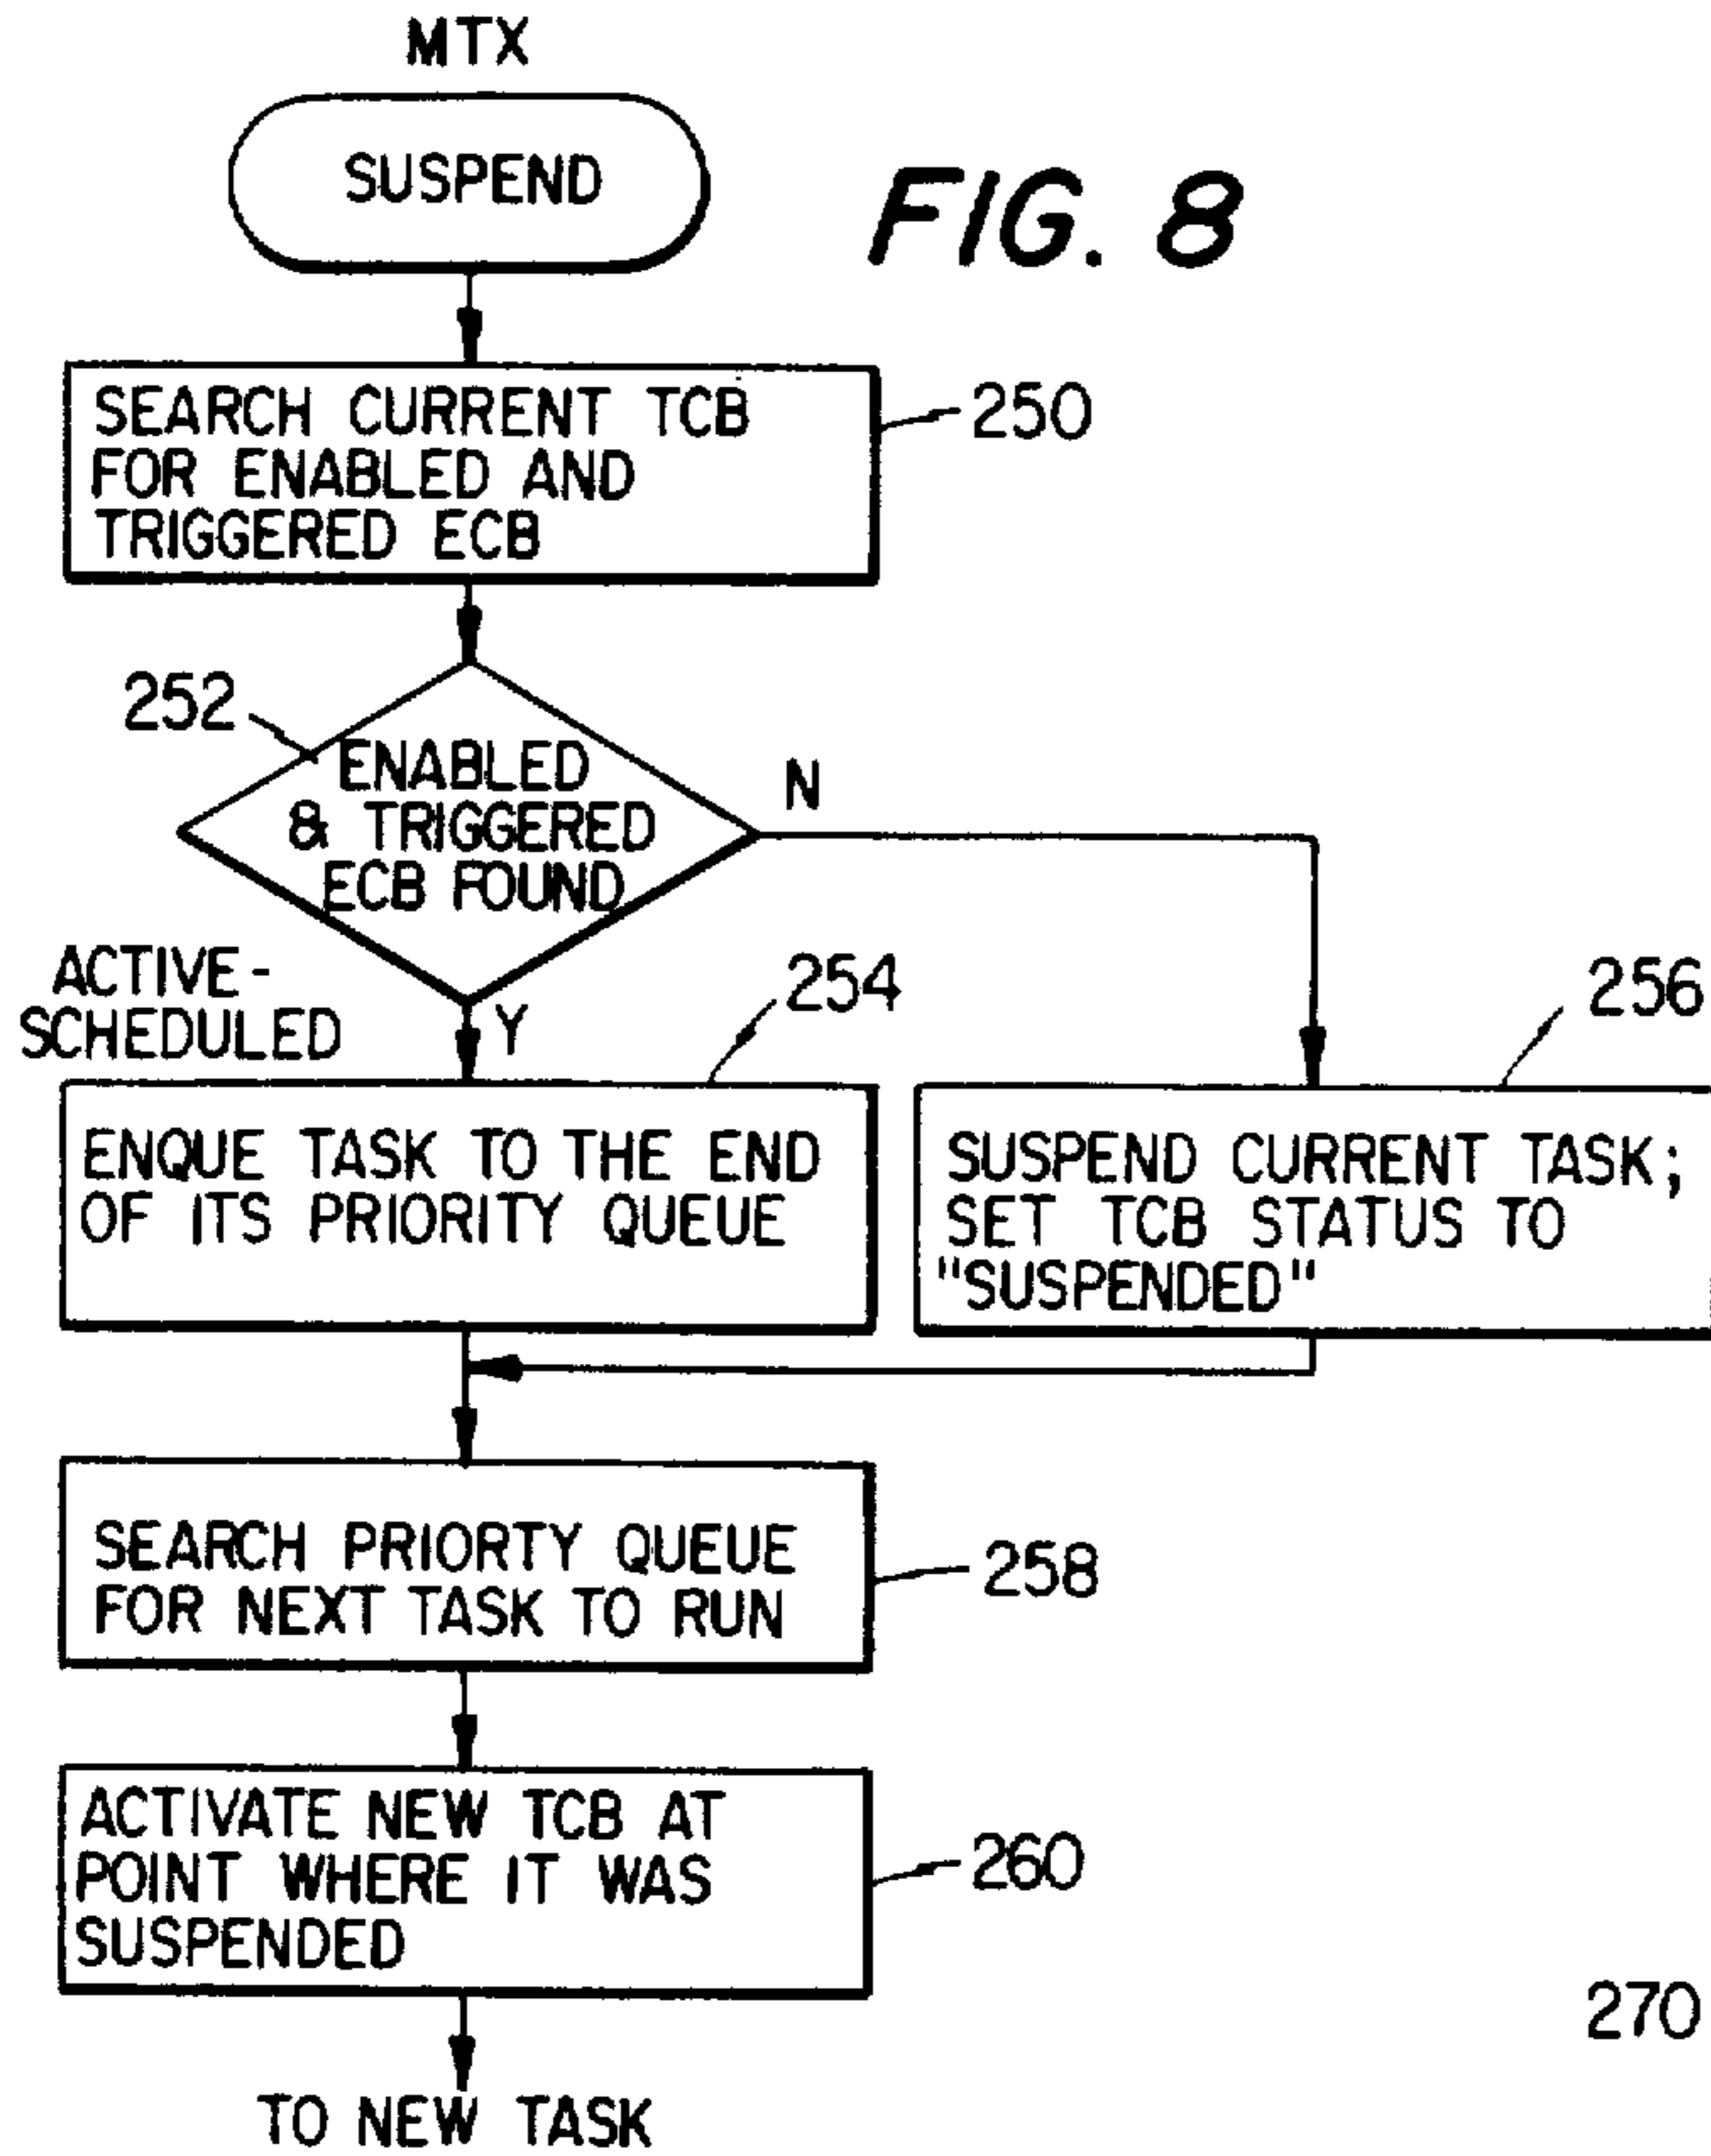 MTX
SUSPEND
FIG. 8
SEARCH CURRENT TCB
FOR ENABLED AND
TRIGGERED ECB
250
252
ENABLED
& TRIGGERED
ECB FOUND
N
ACTIVE-
SCHEDULED
Y
254
256
ENQUE TASK TO THE END
OF ITS PRIORITY QUEUE
SUSPEND CURRENT TASK;
SET TCB STATUS TO
"SUSPENDED"
SEARCH PRIORTY QUEUE
FOR NEXT TASK TO RUN
258
ACTIVATE NEW TCB AT
POINT WHERE IT WAS
SUSPENDED
260
270
TO NEW TASK